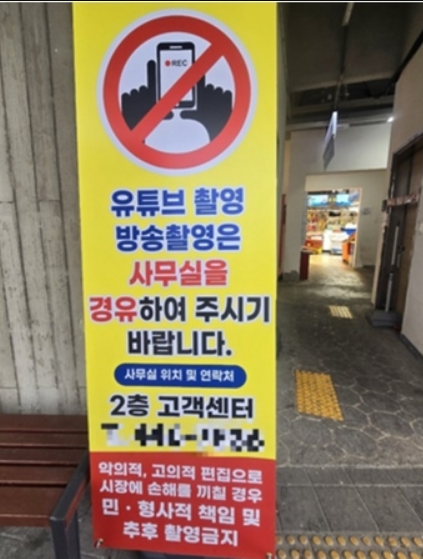 REC
유튜브 촬영
방송촬영은
사무실을
경유하여 주시기
바랍니다.
사무실 위치 및 연락처
2층 고객센터
악의적, 고의적 편집으로
시장에 손해를 끼칠 경우
민·형사적 책임 및
추후 촬영금지